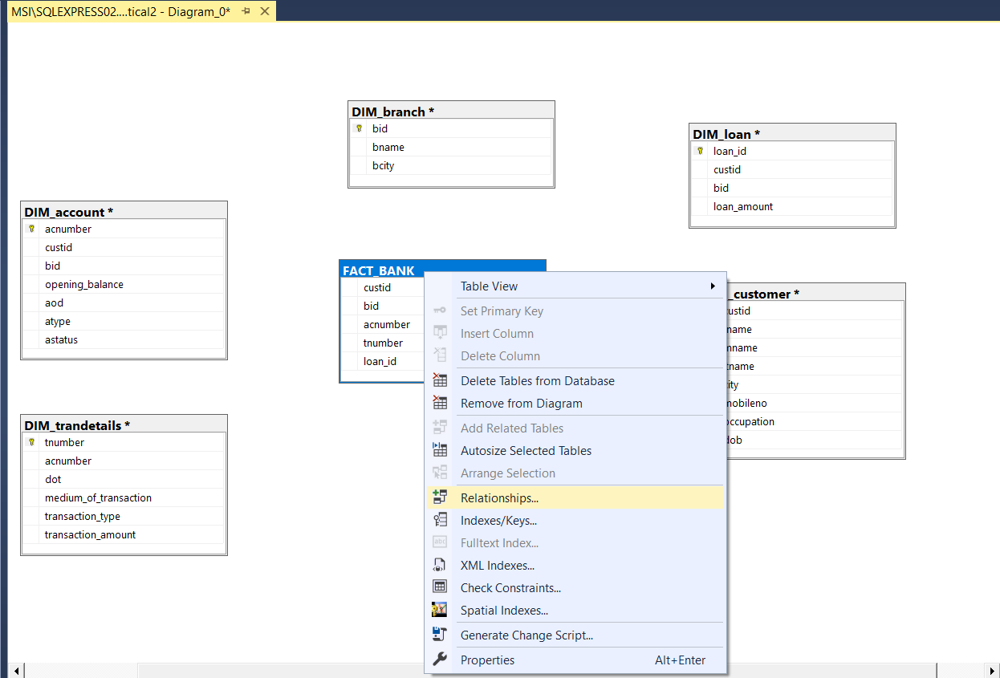 MSI\SQLEXPRESS02....tical2 - Diagram_0*
DIM_branch *
bid
bname
bcity
DIM_loan *
loan_id
custid
bid
loan_amount
DIM_account *
acnumber
custid
bid
opening_balance
aod
atype
astatus
FACT_BANK
custid
bid
acnumber
tnumber
loan_id
Table View
Set Primary Key
Insert Column
Delete Column
Delete Tables from Database
Remove from Diagram
Add Related Tables
Autosize Selected Tables
Arrange Selection
Relationships...
Indexes/Keys...
abc Fulltext Index...
XML Indexes...
Check Constraints...
Spatial Indexes...
Generate Change Script...
Properties Alt+Enter
_customer *
ustid
name
nname
tname
ity
mobileno
occupation
dob
DIM_trandetails *
tnumber
acnumber
dot
medium_of_transaction
transaction_type
transaction_amount